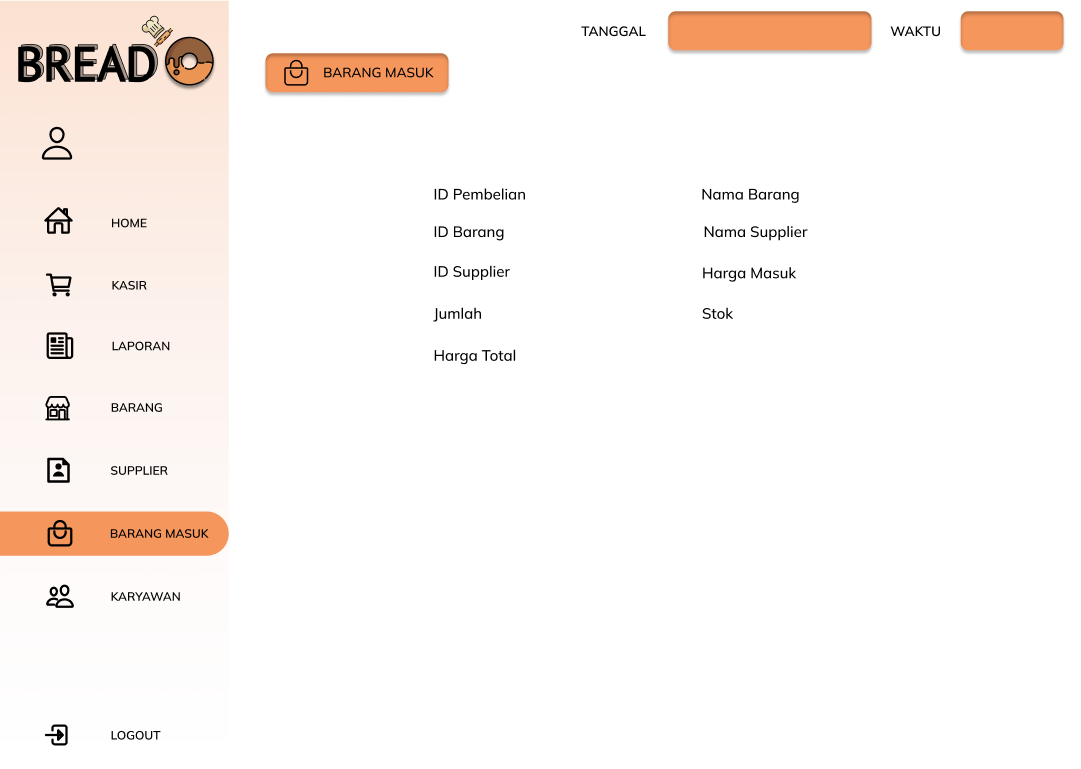 BREAD
TANGGAL
WAKTU
BARANG MASUK
HOME
KASIR
LAPORAN
BARANG
SUPPLIER
BARANG MASUK
KARYAWAN
LOGOUT
ID Pembelian
Nama Barang
ID Barang
Nama Supplier
ID Supplier
Harga Masuk
Jumlah
Stok
Harga Total